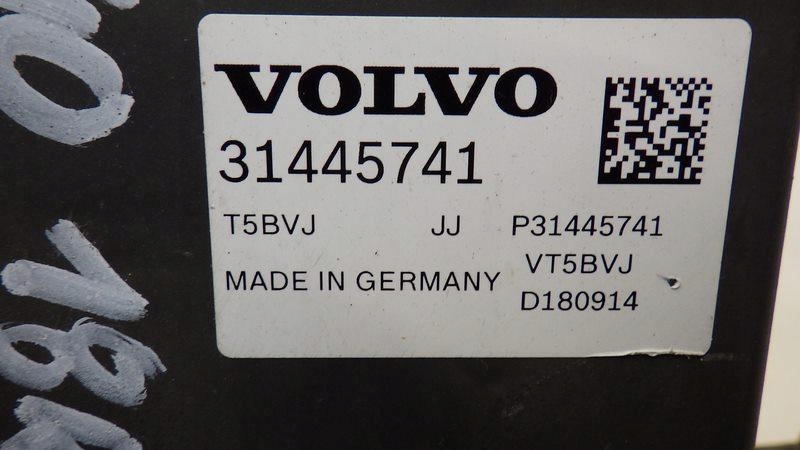 VOLVO
31445741
T5BVJ JJ P31445741
VT5BVJ
MADE IN GERMANY
D180914